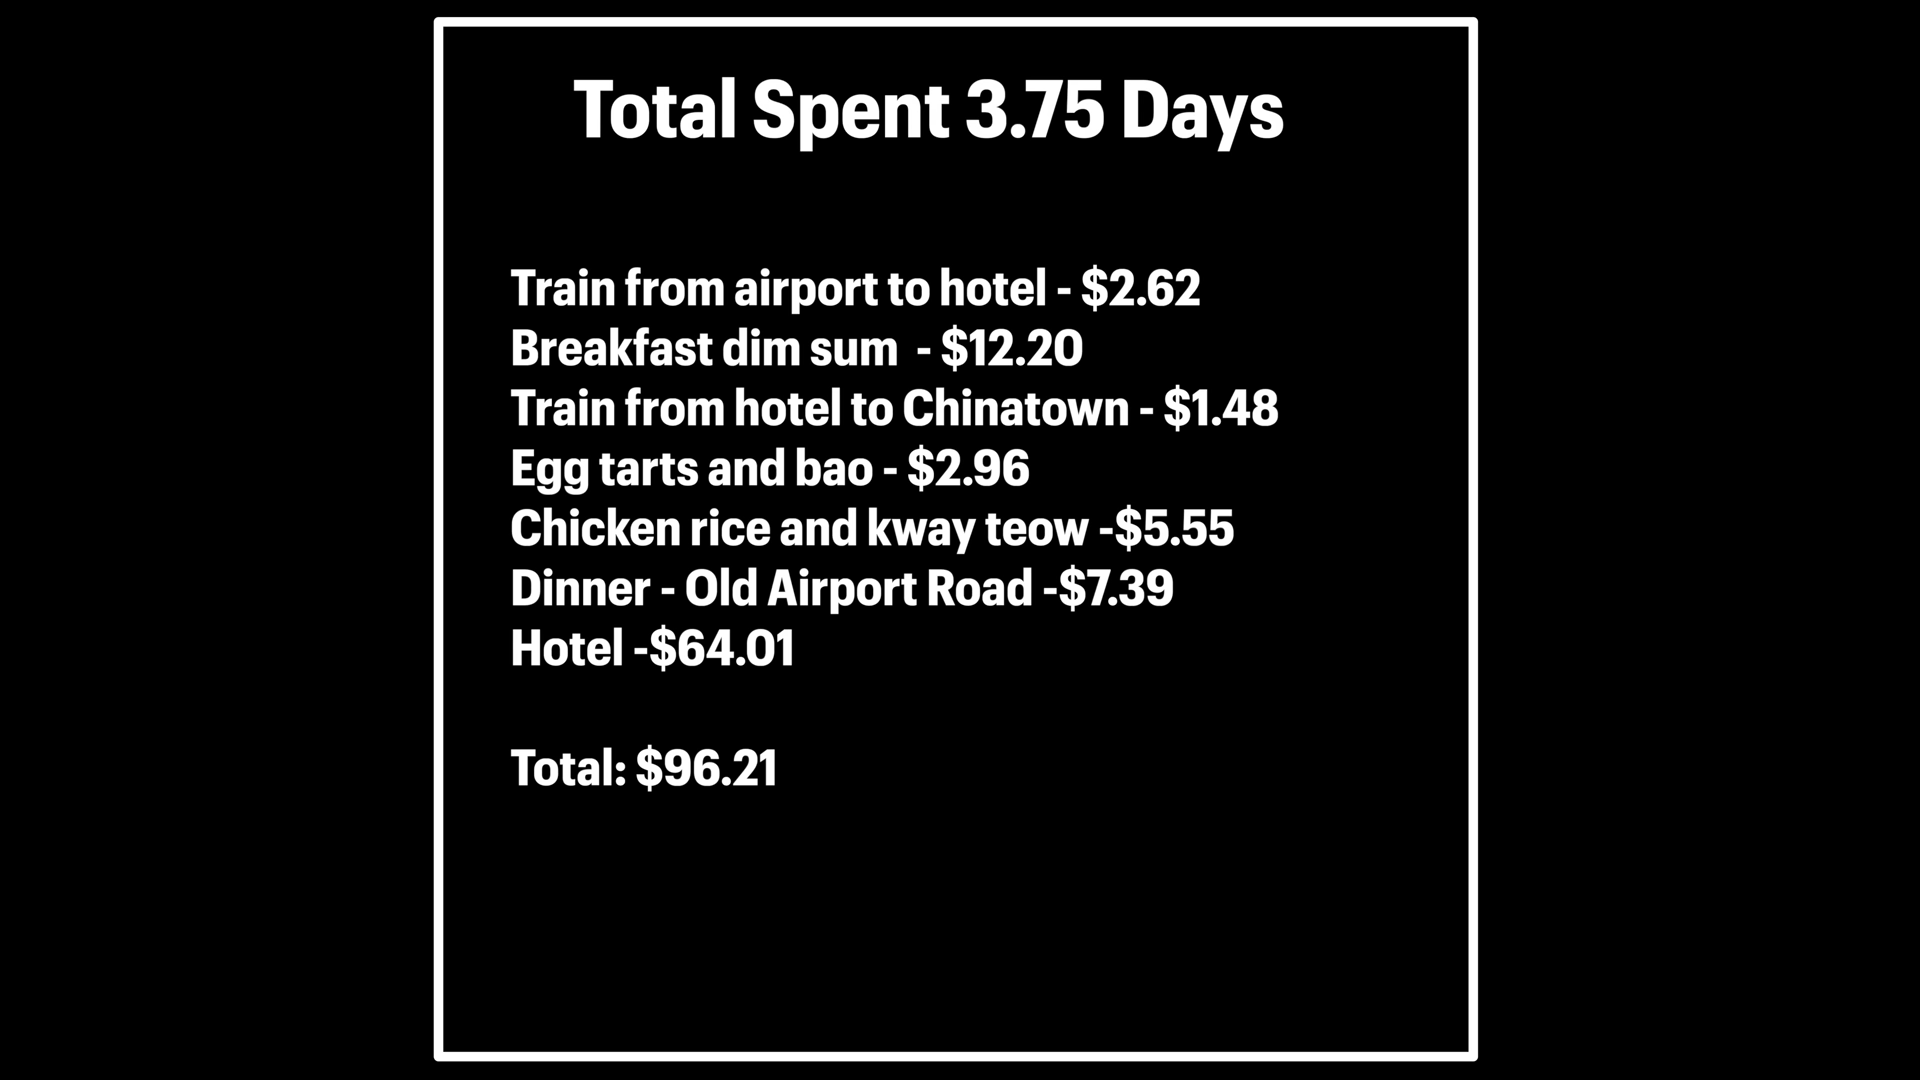 Total Spent 3.75 Days
Train from airport to hotel - $2.62
Breakfast dim sum  - $12.20
Train from hotel to Chinatown - $1.48
Egg tarts and bao - $2.96
Chicken rice and kway teow -$5.55
Dinner - Old Airport Road -$7.39
Hotel -$64.01
Total: $96.21